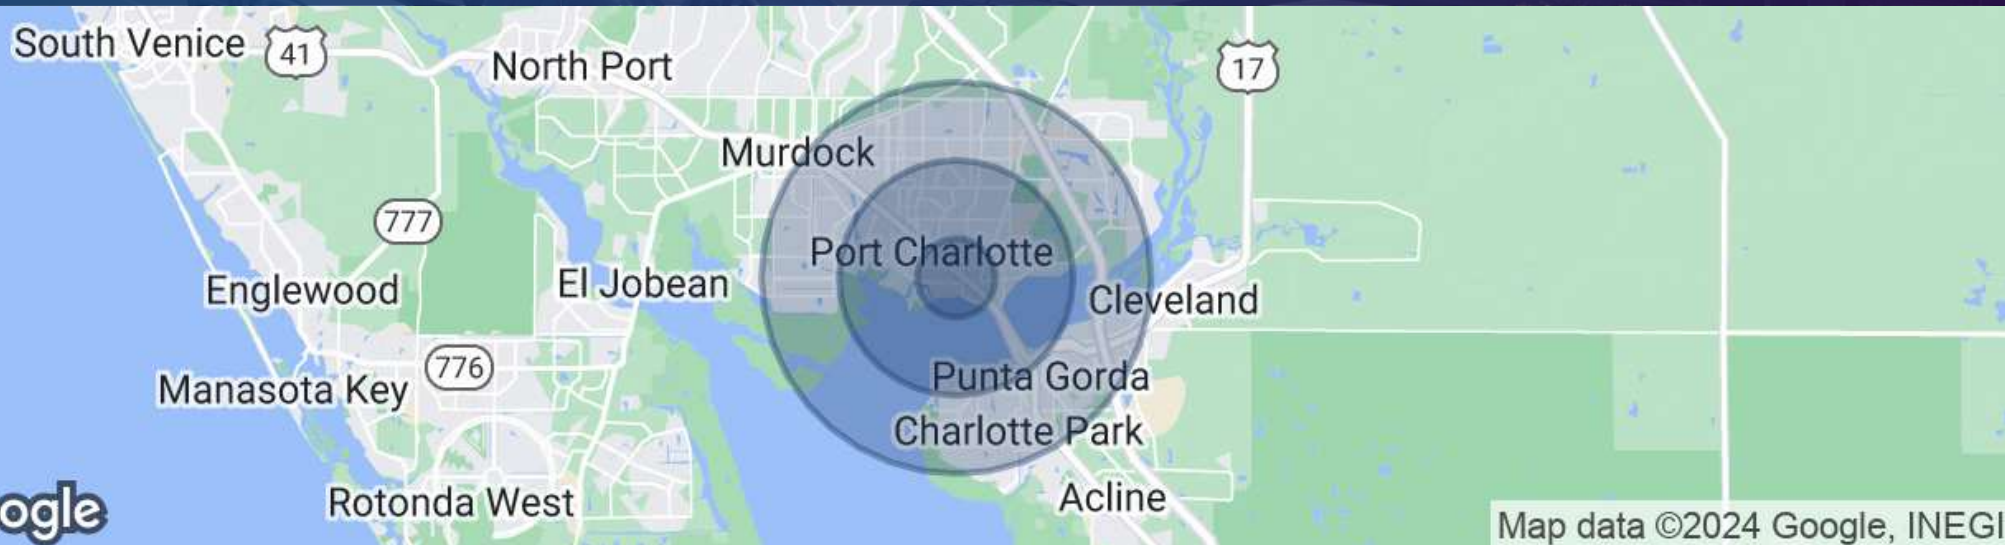 South Venice
41
North Port
17
Murdock
777
Port Charlotte
Englewood
El Jobean
Cleveland
776
Manasota Key
Punta Gorda
Charlotte Park
Rotonda West
Acline
ogle
Map data ©2024 Google, INEGI